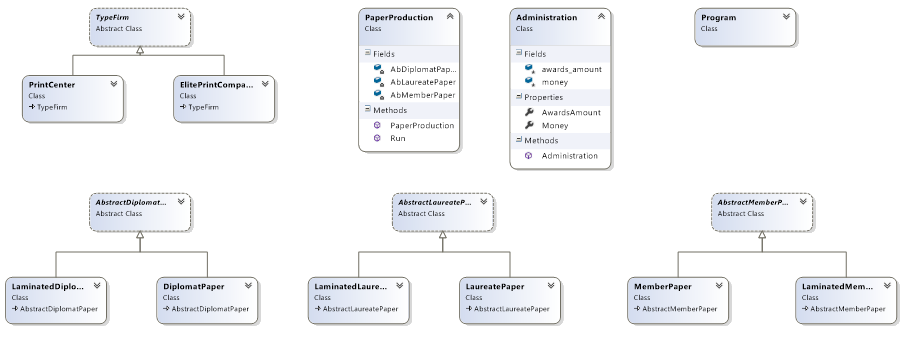 TypeFirm
Abstract Class
PrintCenter
Class
TypeFirm
ElitePrintCompa...
Class
TypeFirm
PaperProduction
Class
Fields
AbDiplomatPap...
AbLaureatePaper
AbMemberPaper
Methods
PaperProduction
Run
Administration
Class
Fields
awards_amount
money
Properties
AwardsAmount
Money
Methods
Administration
Program
Class
AbstractDiplomat...
Abstract Class
LaminatedDiplo...
Class
AbstractDiplomatPaper
DiplomatPaper
Class
AbstractDiplomatPaper
AbstractLaureateP...
Abstract Class
LaminatedLaure...
Class
AbstractLaureatePaper
LaureatePaper
Class
AbstractLaureatePaper
AbstractMemberP...
Abstract Class
MemberPaper
Class
AbstractMemberPaper
LaminatedMem...
Class
AbstractMemberPaper